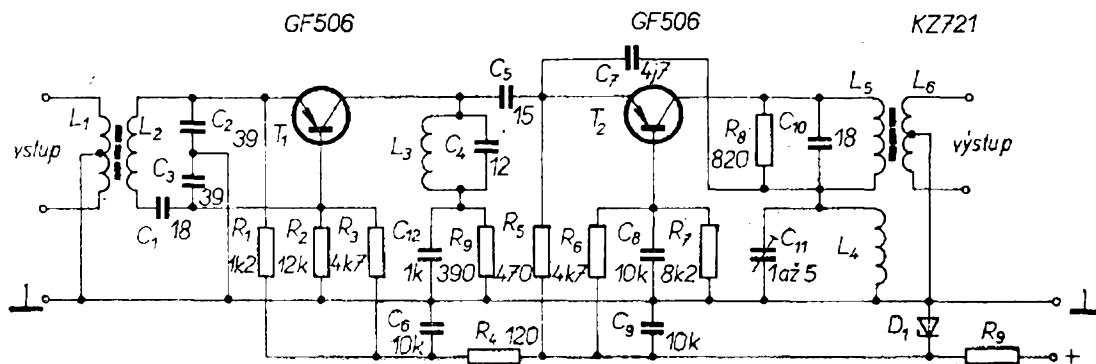 GF506
GF506
KZ721
L1
L2
C2
39
C3
39
C1
18
vstup
T1
R1
1k2
R2
12k
R3
4k7
L3
C4
12
C5
15
C12
1k
R9
390
R5
470
C7
4j7
T2
R6
4k7
C8
10k
R7
8k2
R8
820
C10
18
L5
L6
výstup
C11
1až5
L4
C6
10k
R4
120
C9
10k
D1
R9
+